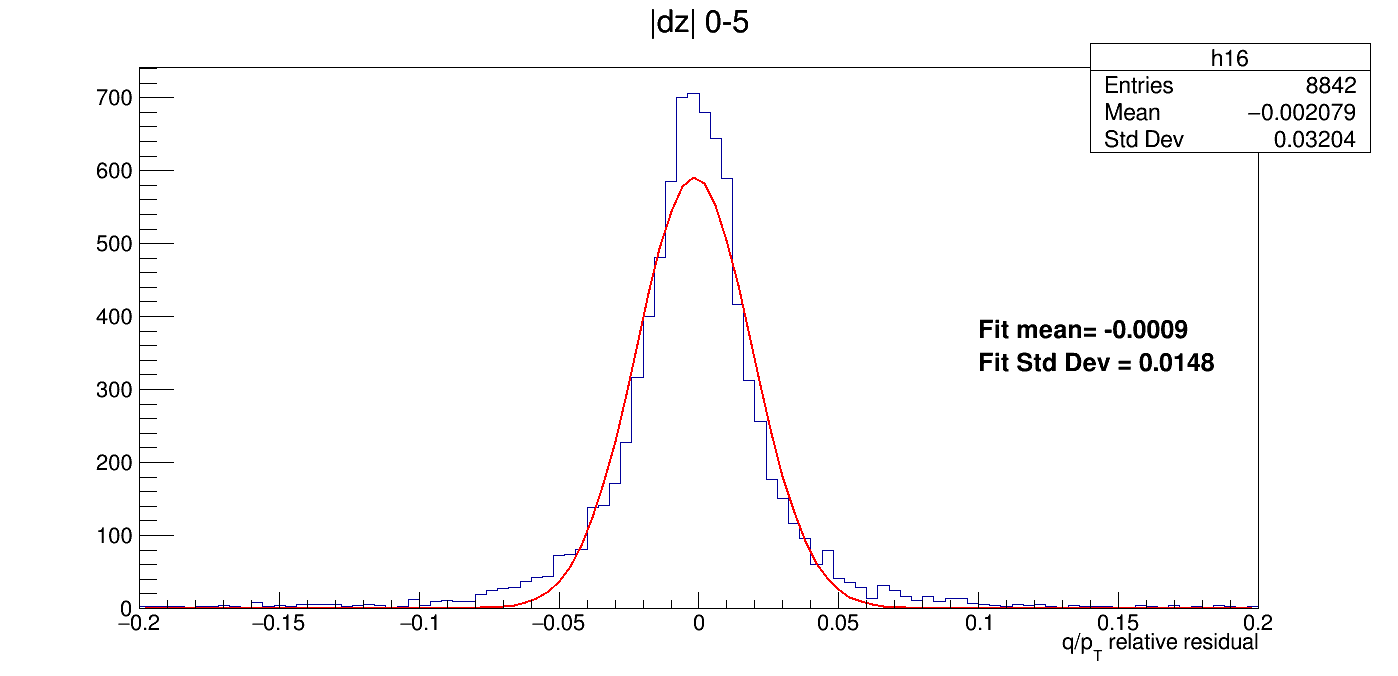 |dz| 0-5
h16
Entries 8842
Mean −0.002079
Std Dev 0.03204
700
600
500
400
300
200
100
0
Fit mean= -0.0009
Fit Std Dev = 0.0148
−0.2 −0.15 −0.1 −0.05 0 0.05 0.1 0.15 0.2
q/p_T relative residual